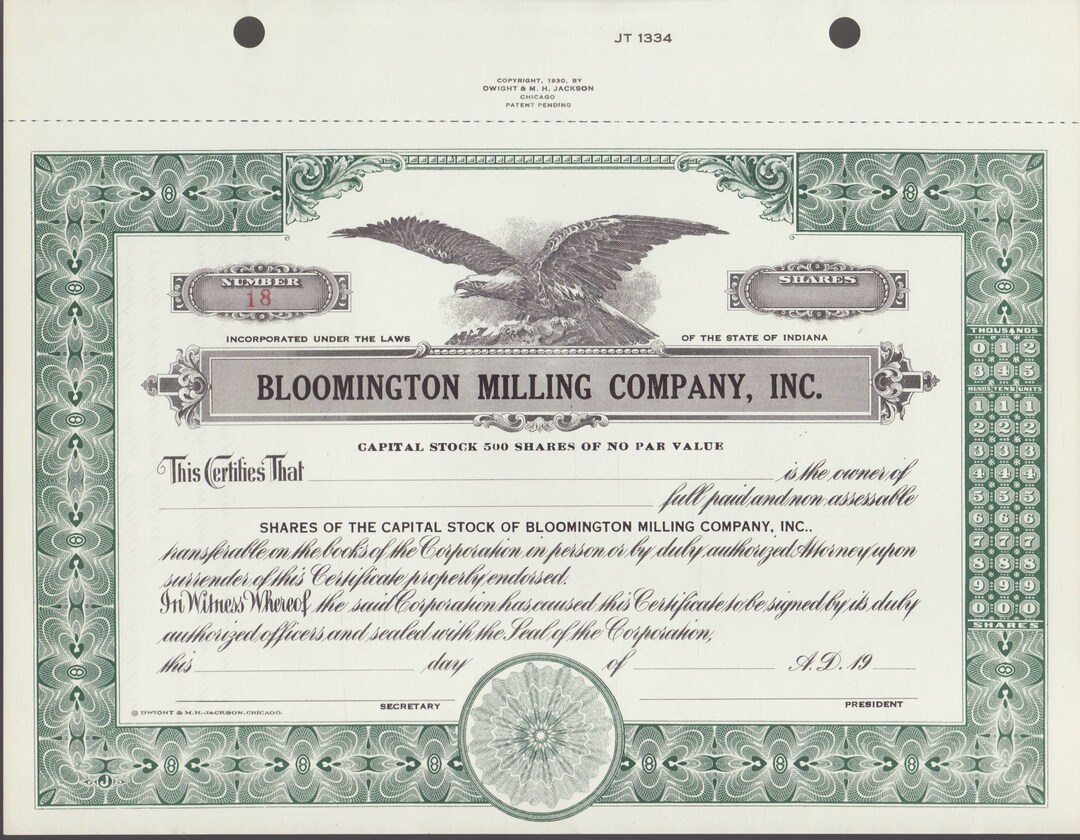 JT 1334
COPYRIGHT, 1930, BY
DWIGHT & M. H. JACKSON
CHICAGO
PATENT PENDING
NUMBER
18
SHARES
INCORPORATED UNDER THE LAWS
OF THE STATE OF INDIANA
BLOOMINGTON MILLING COMPANY, INC.
CAPITAL STOCK 500 SHARES OF NO PAR VALUE
This Certifies That is the owner of
full paid and non assessable
SHARES OF THE CAPITAL STOCK OF BLOOMINGTON MILLING COMPANY, INC..
transferable on the books of the Corporation in person or by duly authorized Attorney upon
surrender of this Certificate properly endorsed.
In Witness Whereof, the said Corporation has caused this Certificate to be signed by its duly
authorized officers and sealed with the Seal of the Corporation,
this day of A.D. 19
SECRETARY
PRESIDENT
© DWIGHT & M.H. JACKSON, CHICAGO.
J
THOUSANDS
0 1 2
3 4 5
HUNDS TENS UNITS
1 1 1
2 2 2
3 3 3
4 4 4
5 5 5
6 6 6
7 7 7
8 8 8
9 9 9
0 0 0
SHARES